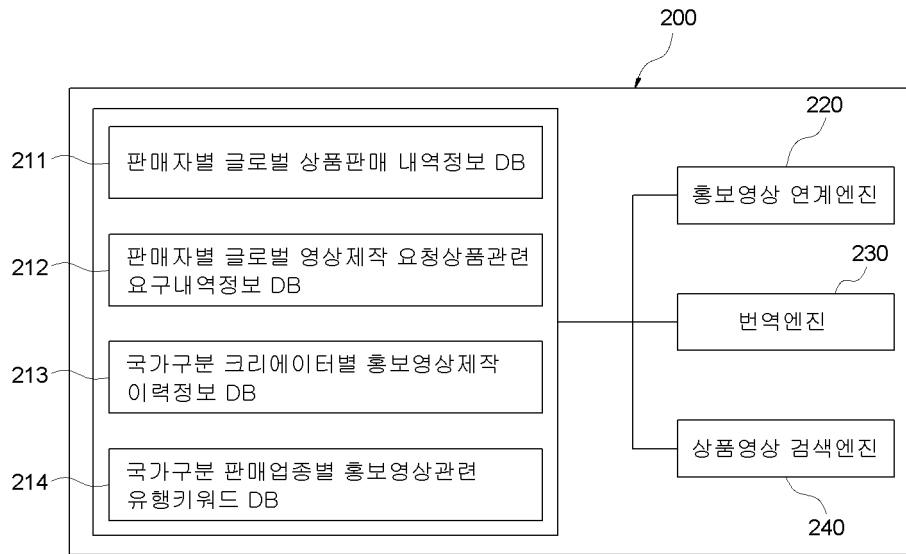 200
211
판매자별 글로벌 상품판매 내역정보 DB
212
판매자별 글로벌 영상제작 요청상품관련
요구내역정보 DB
213
국가구분 크리에이터별 홍보영상제작
이력정보 DB
214
국가구분 판매업종별 홍보영상관련
유행키워드 DB
220
홍보영상 연계엔진
230
번역엔진
상품영상 검색엔진
240